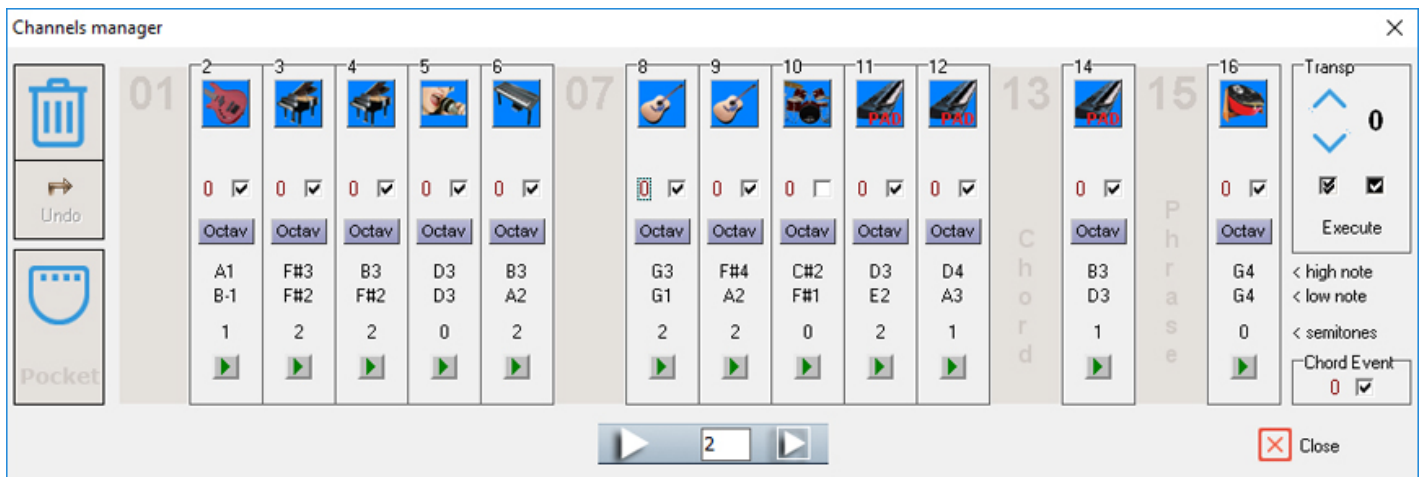 Channels manager
01 2 3 4 5 6 07 8 9 10 11 12 13 14 15 16 Transp
PAD PAD PAD
0
0 0 0 0 0 0 0 0 0 0 0 0
Undo
Octav Octav Octav Octav Octav Octav Octav Octav Octav Octav Octav Octav Execute
A1 F#3 B3 D3 B3 G3 F#4 C#2 D3 D4 B3 G4 < high note
B-1 F#2 F#2 D3 A2 G1 A2 F#1 E2 A3 D3 G4 < low note
1 2 2 0 2 2 2 0 2 1 1 0 < semitones
Chord
Phrase
Pocket
Chord Event
0
2
Close